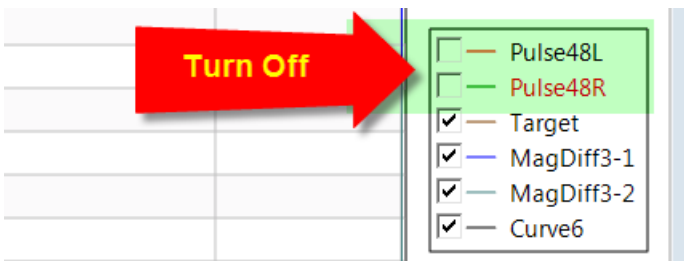 Turn Off
Pulse48L
Pulse48R
Target
MagDiff3-1
MagDiff3-2
Curve6